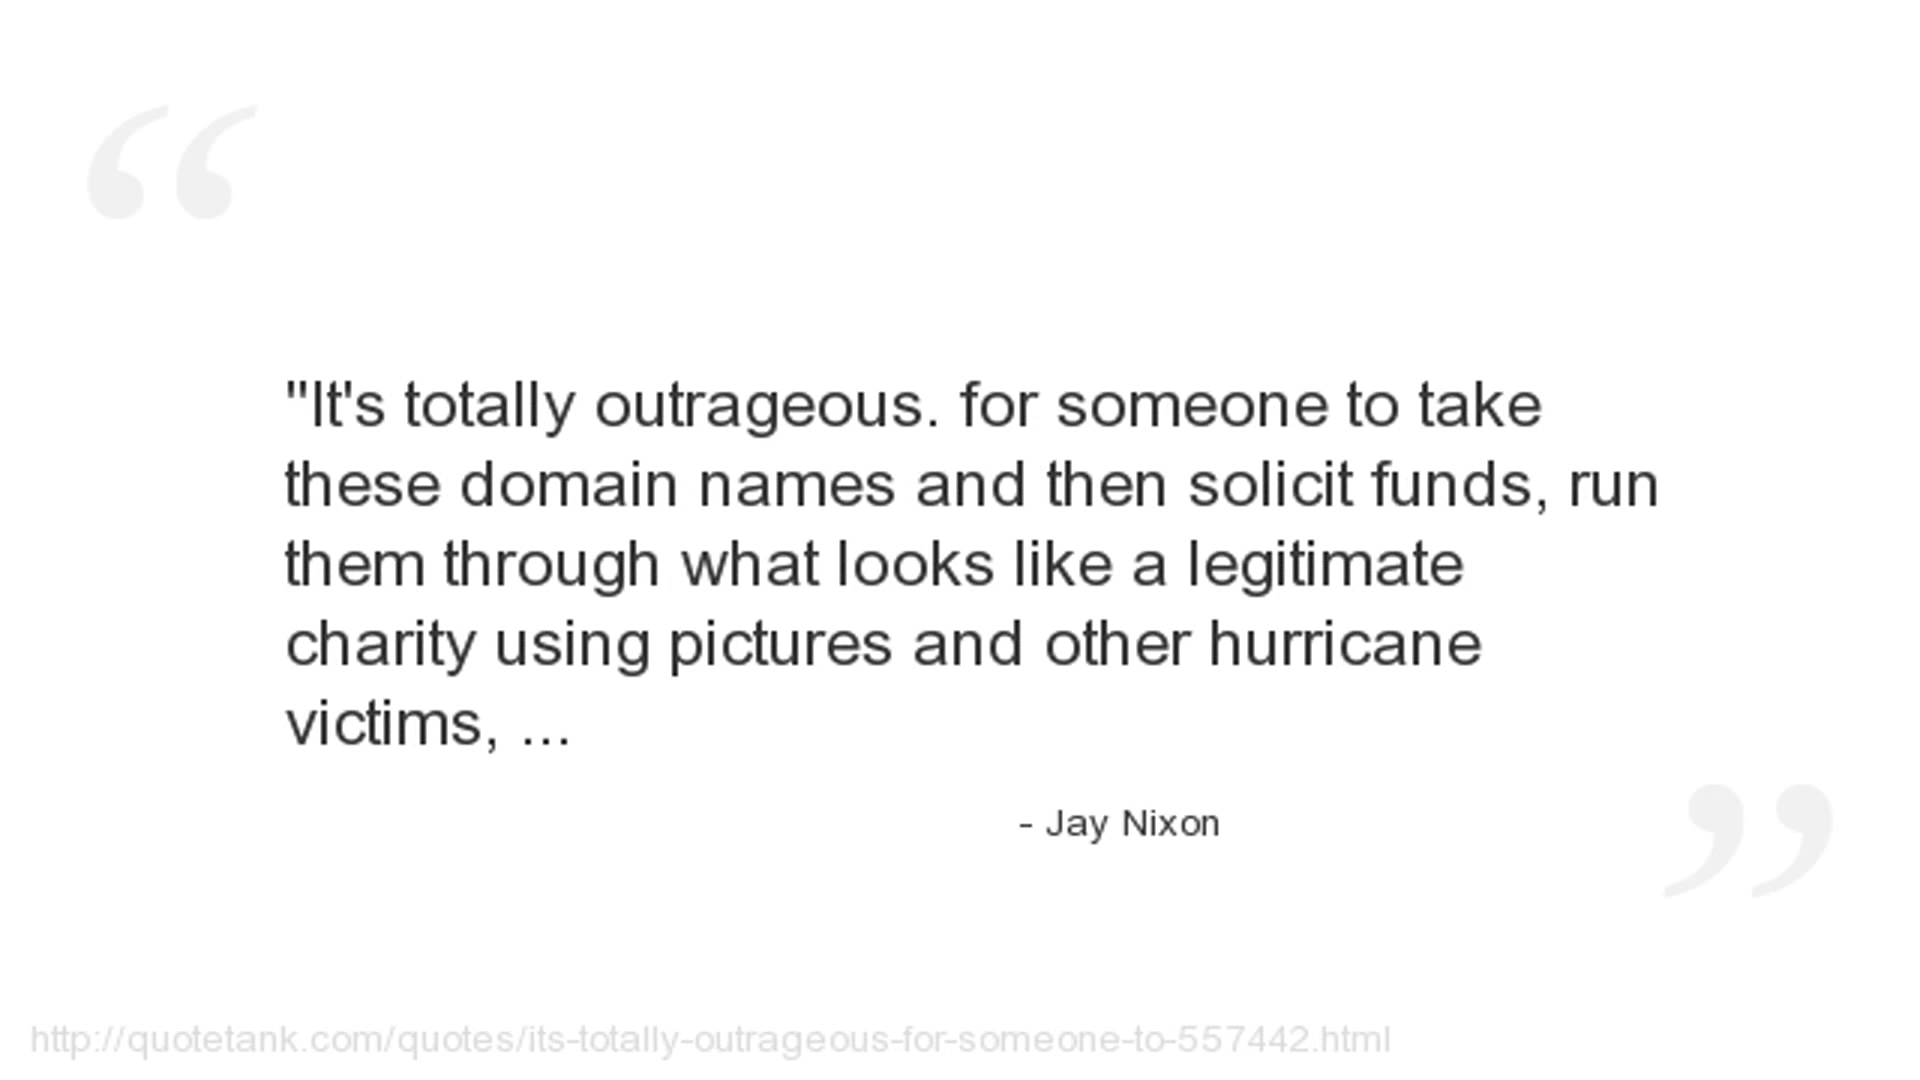 "It's totally outrageous. for someone to take
these domain names and then solicit funds, run
them through what looks like a legitimate
charity using pictures and other hurricane
victims, ...
- Jay Nixon
http://quotetank.com/quotes/its-totally-outrageous-for-someone-to-557442.html